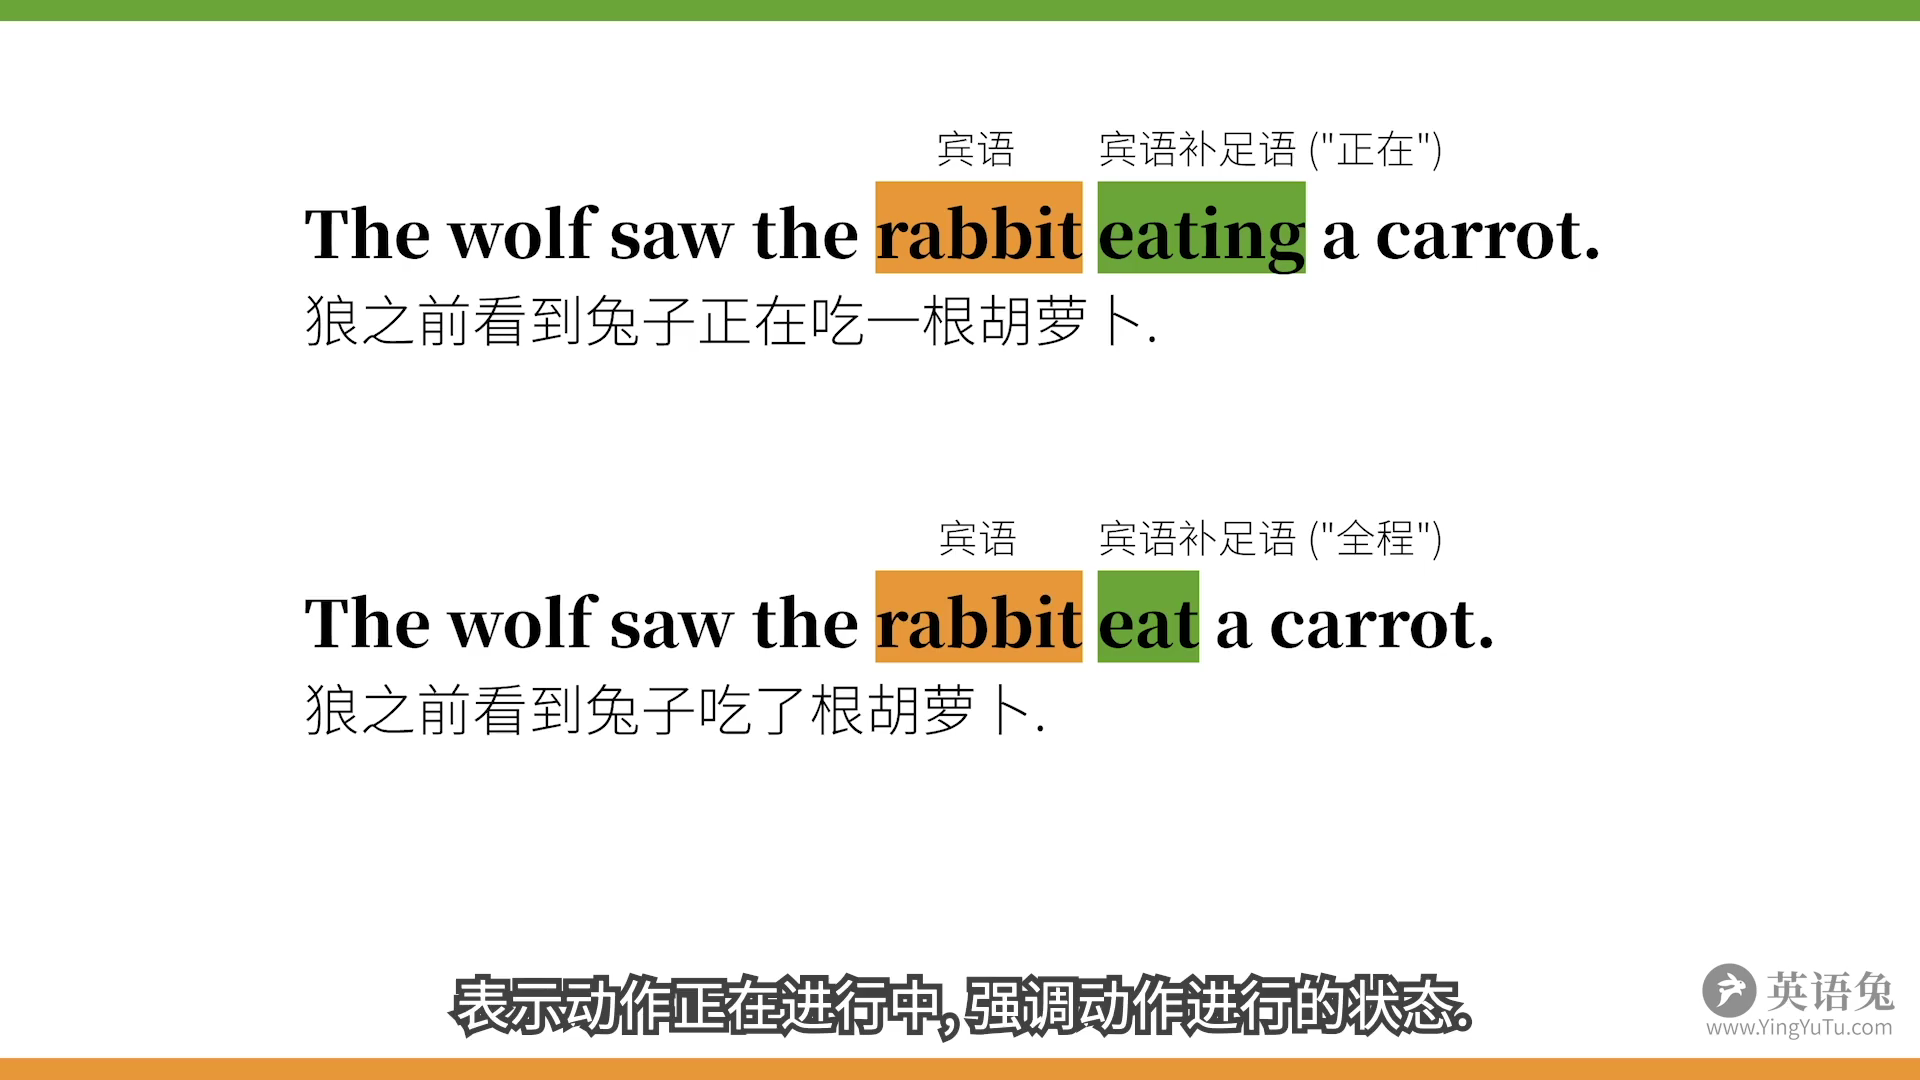 宾语 宾语补足语 ("正在")
The wolf saw the rabbit eating a carrot.
狼之前看到兔子正在吃一根胡萝卜.
宾语 宾语补足语 ("全程")
The wolf saw the rabbit eat a carrot.
狼之前看到兔子吃了根胡萝卜.
表示动作正在进行中, 强调动作进行的状态.
英语兔
www.YingYuTu.com